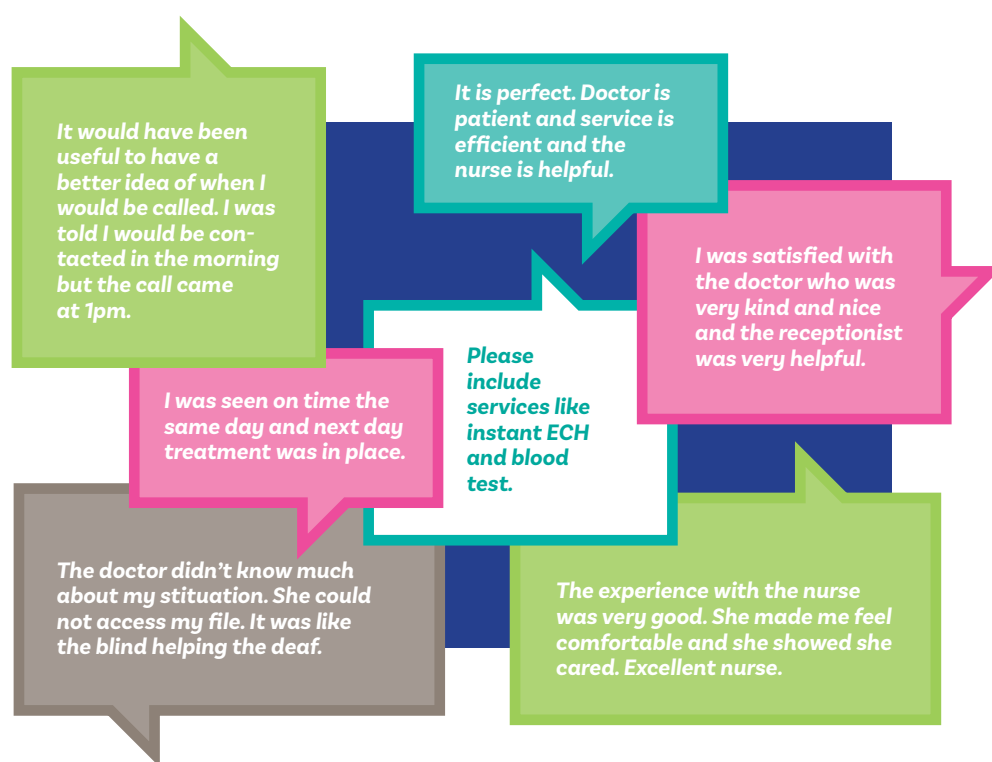 It would have been
useful to have a
better idea of when I
would be called. I was
told I would be con-
tacted in the morning
but the call came
at 1pm.
It is perfect. Doctor is
patient and service is
efficient and the
nurse is helpful.
I was satisfied with
the doctor who was
very kind and nice
and the receptionist
was very helpful.
I was seen on time the
same day and next day
treatment was in place.
Please
include
services like
instant ECH
and blood
test.
The doctor didn't know much
about my stituation. She could
not access my file. It was like
the blind helping the deaf.
The experience with the nurse
was very good. She made me feel
comfortable and she showed she
cared. Excellent nurse.